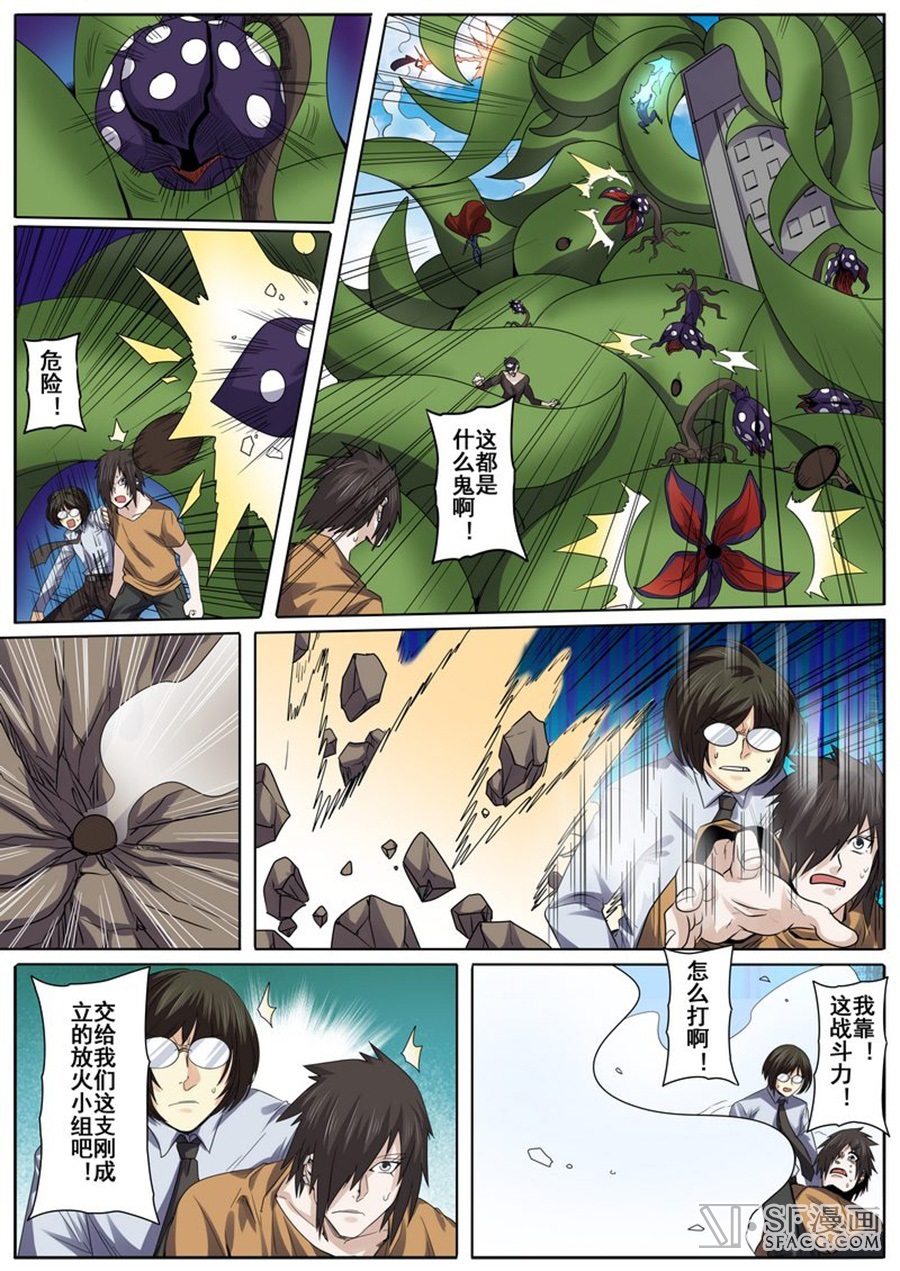 这都是
什么鬼啊！
危险！
我靠！
这战斗力！
怎么打啊！
交给我们这支刚成
立的放火小组吧！
SF漫画
SFACG.COM